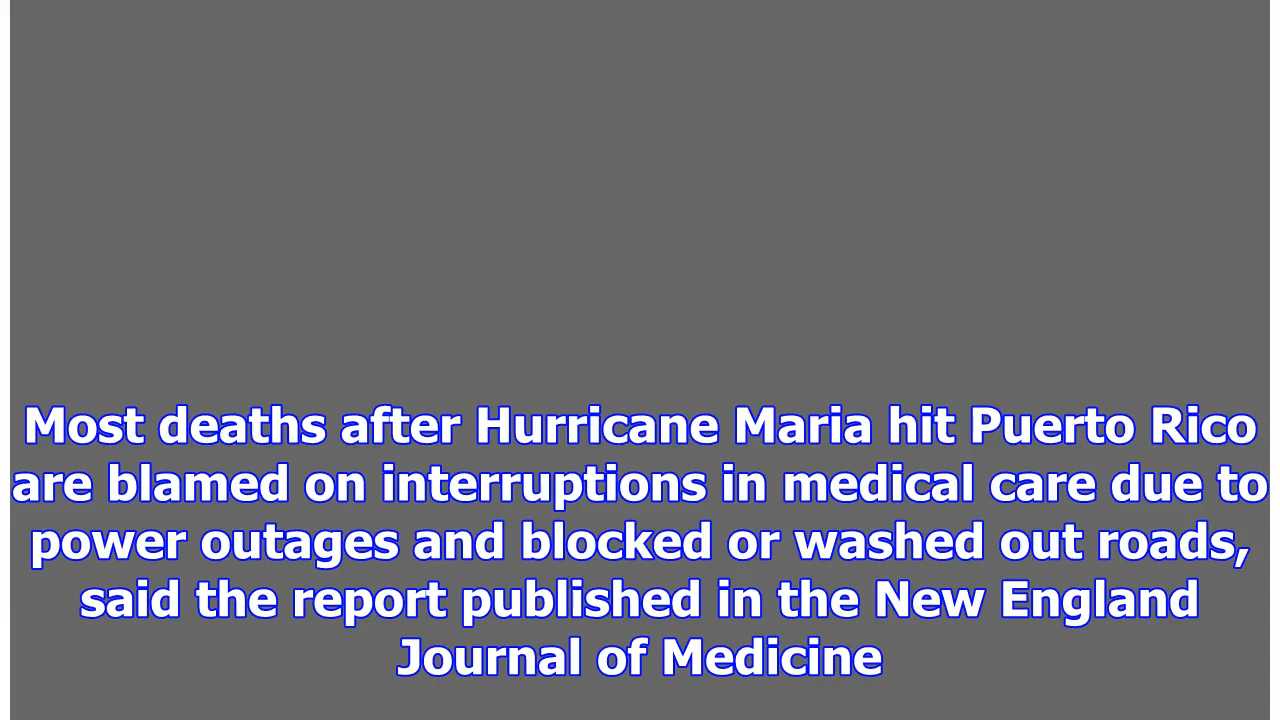 Most deaths after Hurricane Maria hit Puerto Rico
are blamed on interruptions in medical care due to
power outages and blocked or washed out roads,
said the report published in the New England
Journal of Medicine